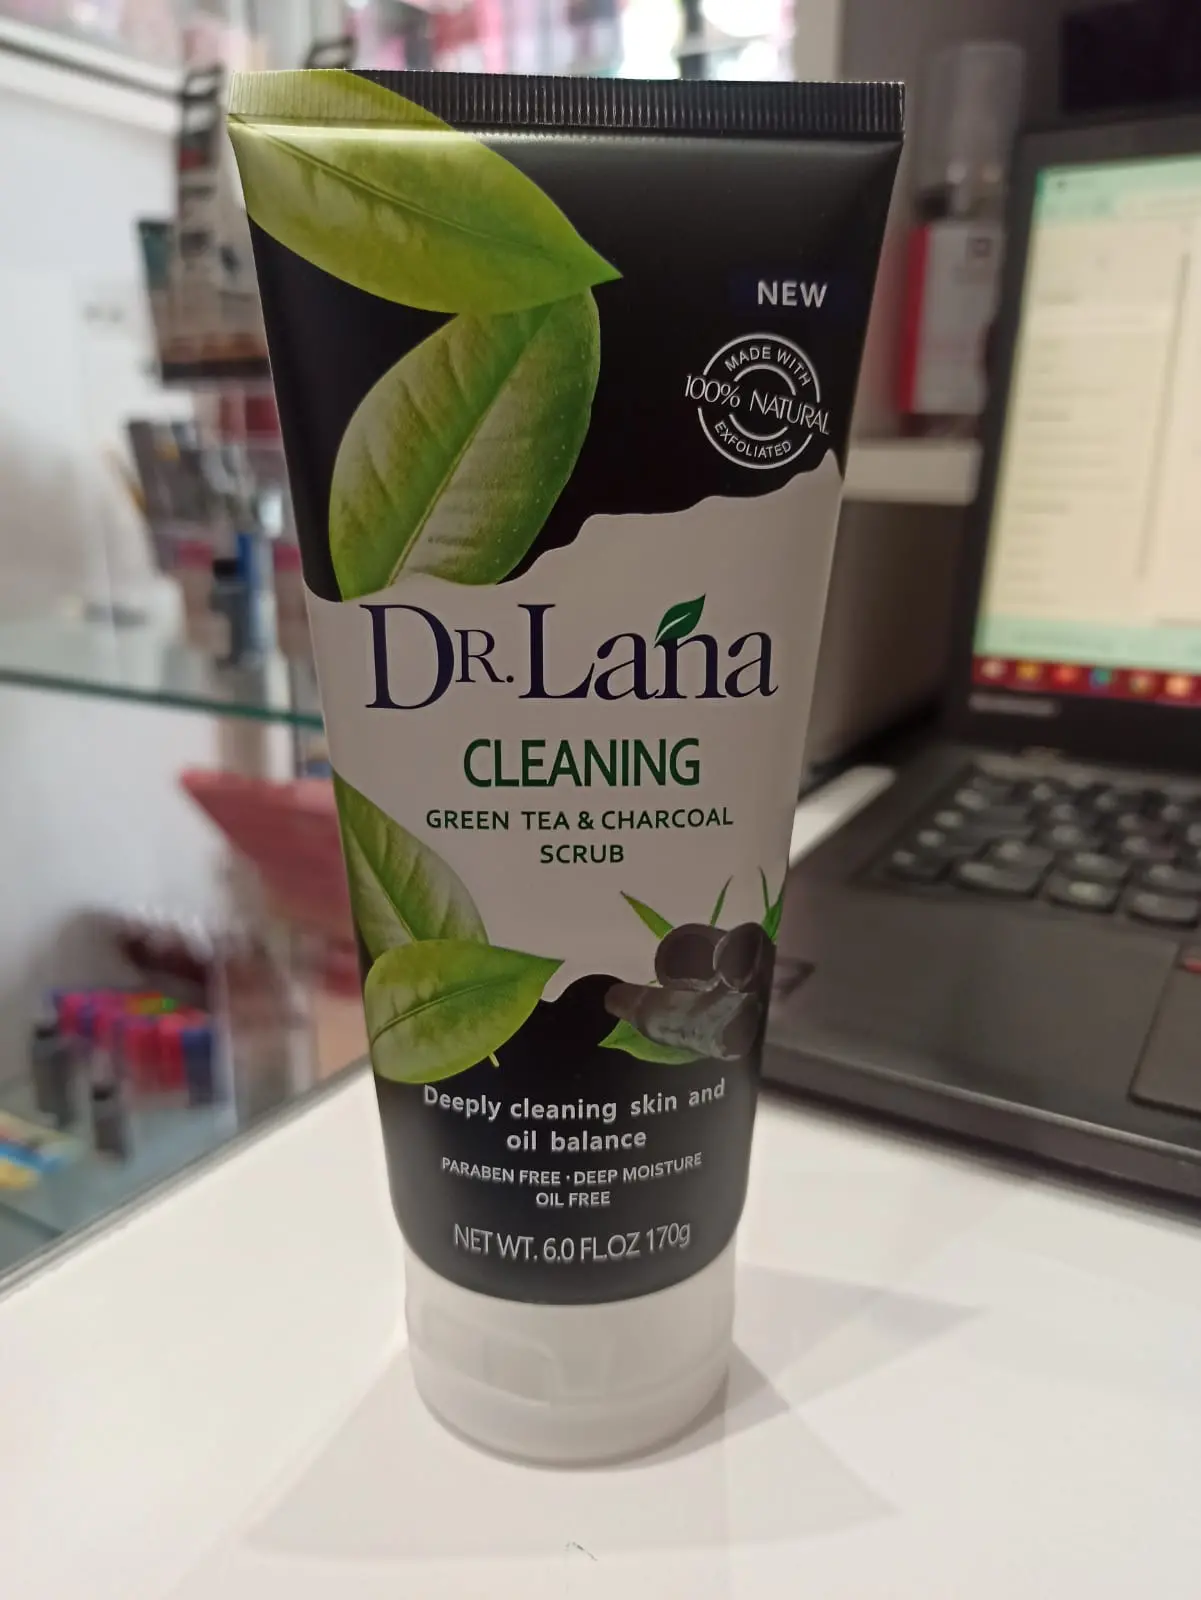 NEW
MADE WITH
100% NATURAL
EXFOLIATED
DR. Lana
CLEANING
GREEN TEA & CHARCOAL
SCRUB
Deeply cleaning skin and
oil balance
PARABEN FREE · DEEP MOISTURE
OIL FREE
NET WT. 6.0 FL.OZ 170g